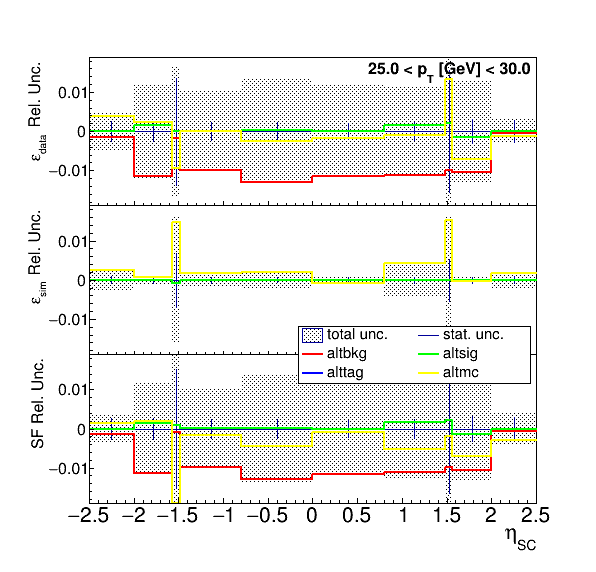 25.0 < p_T [GeV] < 30.0
ε_data Rel. Unc.
0.01
0
−0.01
ε_sim Rel. Unc.
0.01
0
−0.01
total unc. stat. unc.
altbkg altsig
alttag altmc
SF Rel. Unc.
0.01
0
−0.01
−2.5 −2 −1.5 −1 −0.5 0 0.5 1 1.5 2 2.5
η_SC